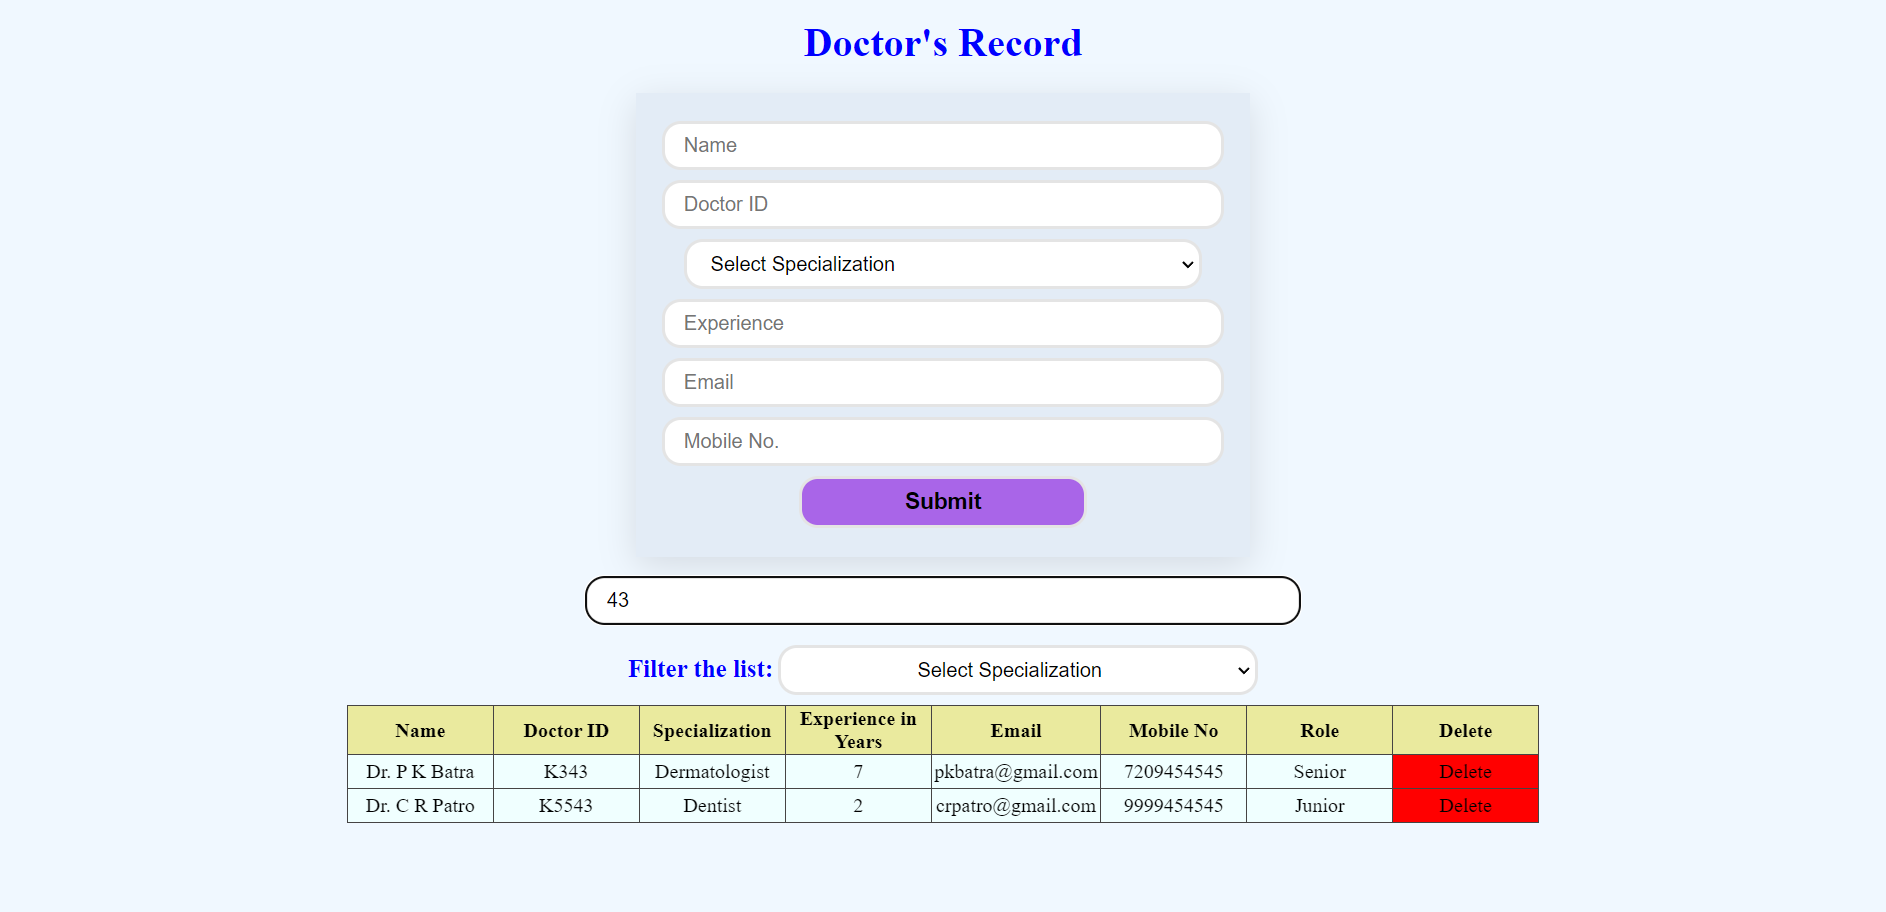 Doctor's Record
Name
Doctor ID
Select Specialization
Experience
Email
Mobile No.
Submit
43
Filter the list: Select Specialization
Name Doctor ID Specialization Experience in Years Email Mobile No Role Delete
Dr. P K Batra K343 Dermatologist 7 pkbatra@gmail.com 7209454545 Senior Delete
Dr. C R Patro K5543 Dentist 2 crpatro@gmail.com 9999454545 Junior Delete